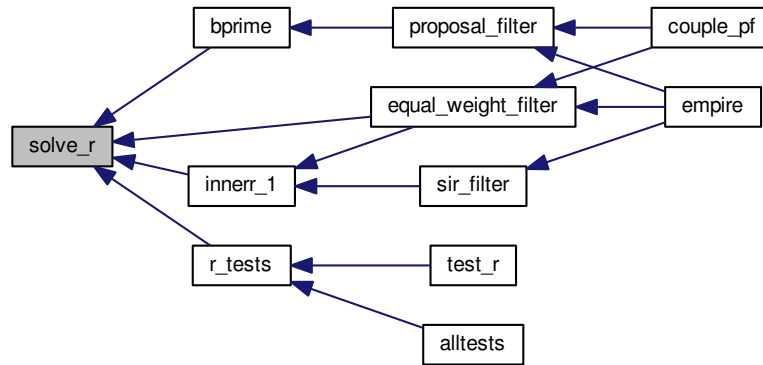 bprime
proposal_filter
couple_pf
equal_weight_filter
empire
solve_r
innerr_1
sir_filter
r_tests
test_r
alltests